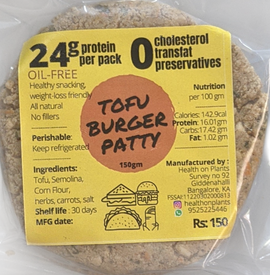 24g protein
per pack
0 cholesterol
transfat
preservatives
OIL-FREE
Healthy snacking,
weight-loss friendly
All natural
No fillers
Perishable:
Keep refrigerated
Ingredients:
Tofu, Semolina,
Corn Flour,
herbs, carrots, salt
Shelf life : 30 days
MFG date:
TOFU
BURGER
PATTY
150gm
Nutrition
per 100 gm
Calories: 142.9cal
Protein: 16.01gm
Carbs:17.42 gm
Fat: 1.02 gm
Manufactured by :
Health on Plants
Survey no 92
Giddenahalli
Bangalore, KA
healthonplants
9525225446
Rs: 150